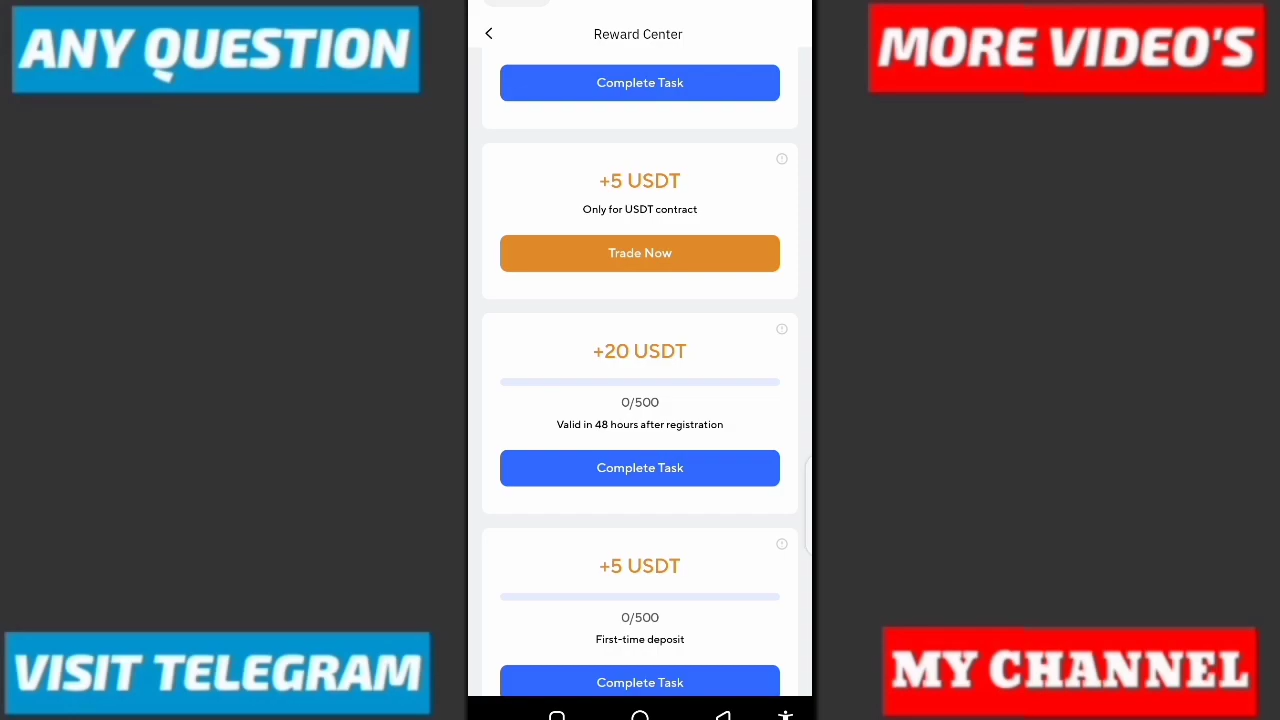 ANY QUESTION
MORE VIDEO'S
Reward Center
Complete Task
+5 USDT
Only for USDT contract
Trade Now
+20 USDT
0/500
Valid in 48 hours after registration
Complete Task
+5 USDT
0/500
First-time deposit
Complete Task
VISIT TELEGRAM
MY CHANNEL